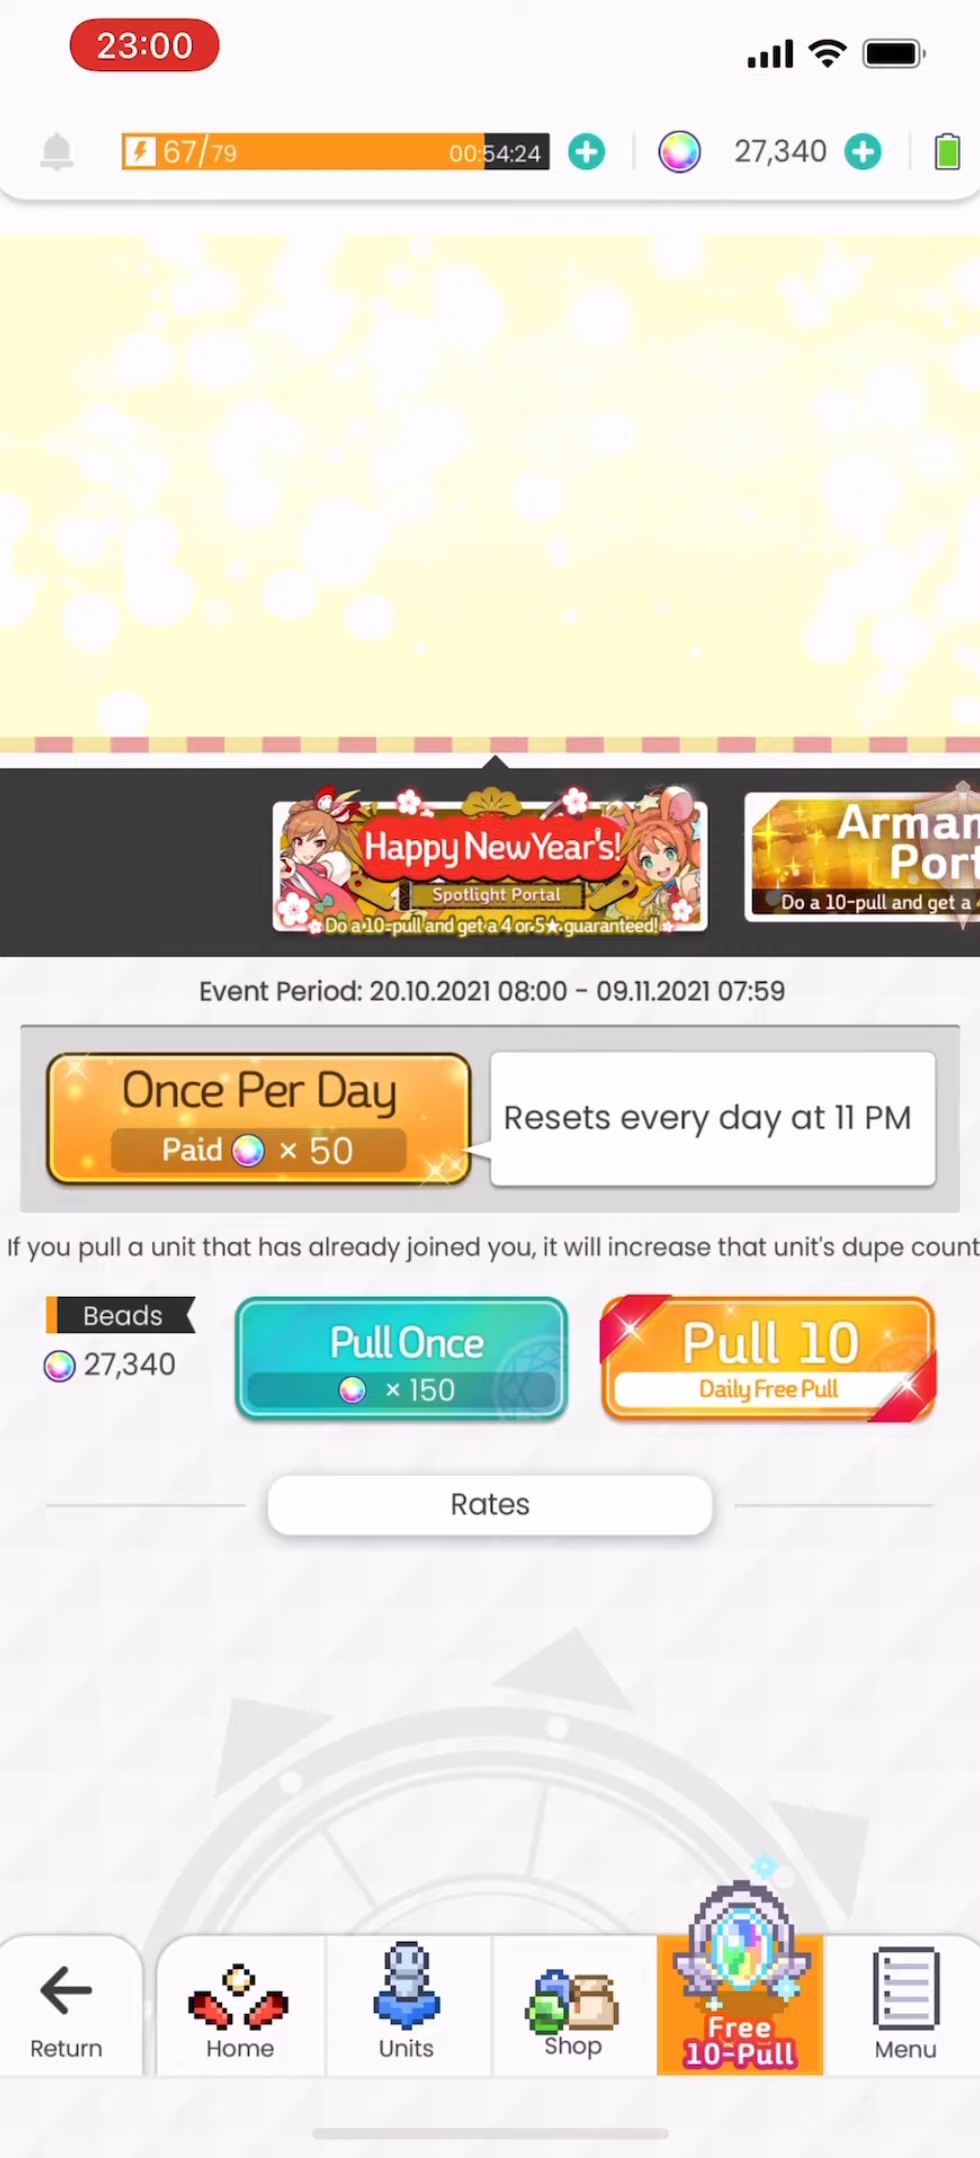 23:00
67/79
00:54:24
27,340
Happy New Year's!
Spotlight Portal
Do a 10-pull and get a 4 or 5★ guaranteed!
Do a 10-pull and get a
Event Period: 20.10.2021 08:00 - 09.11.2021 07:59
Once Per Day
Paid × 50
Resets every day at 11 PM
If you pull a unit that has already joined you, it will increase that unit's dupe count
Beads
27,340
Pull Once
× 150
Pull 10
Daily Free Pull
Rates
Return
Home
Units
Shop
Free
10-Pull
Menu